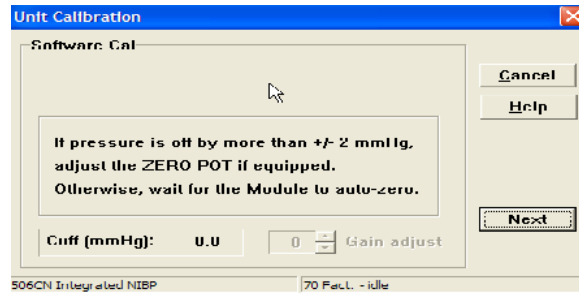 Unit Calibration
Software Cal
Cancel
Help
If pressure is off by more than +/- 2 mmHg,
adjust the ZERO POT if equipped.
Otherwise, wait for the Module to auto-zero.
Next
Cuff (mmHg): 0.0 0 Gain adjust
506CN Integrated NIBP 70 Fact. - idle